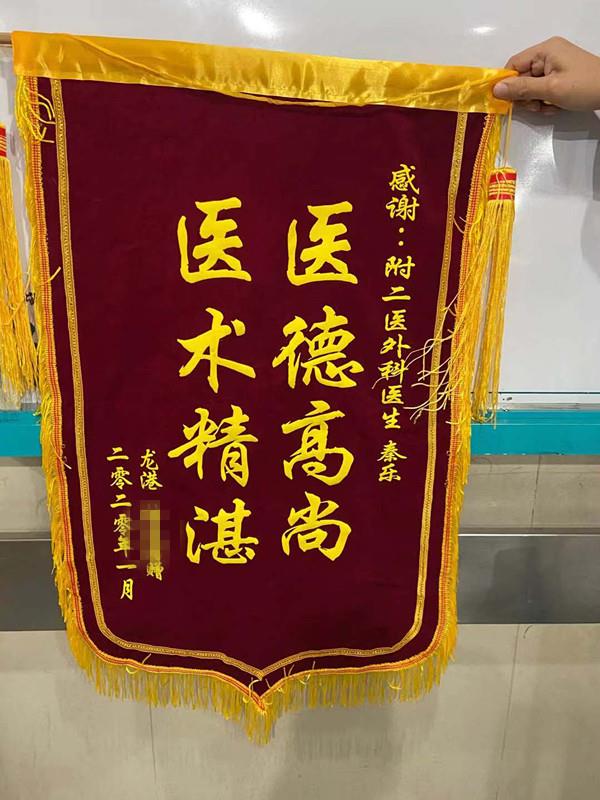 感谢：附二医外科医生 秦乐
医德高尚
医术精湛
龙港 赠
二零二零年一月